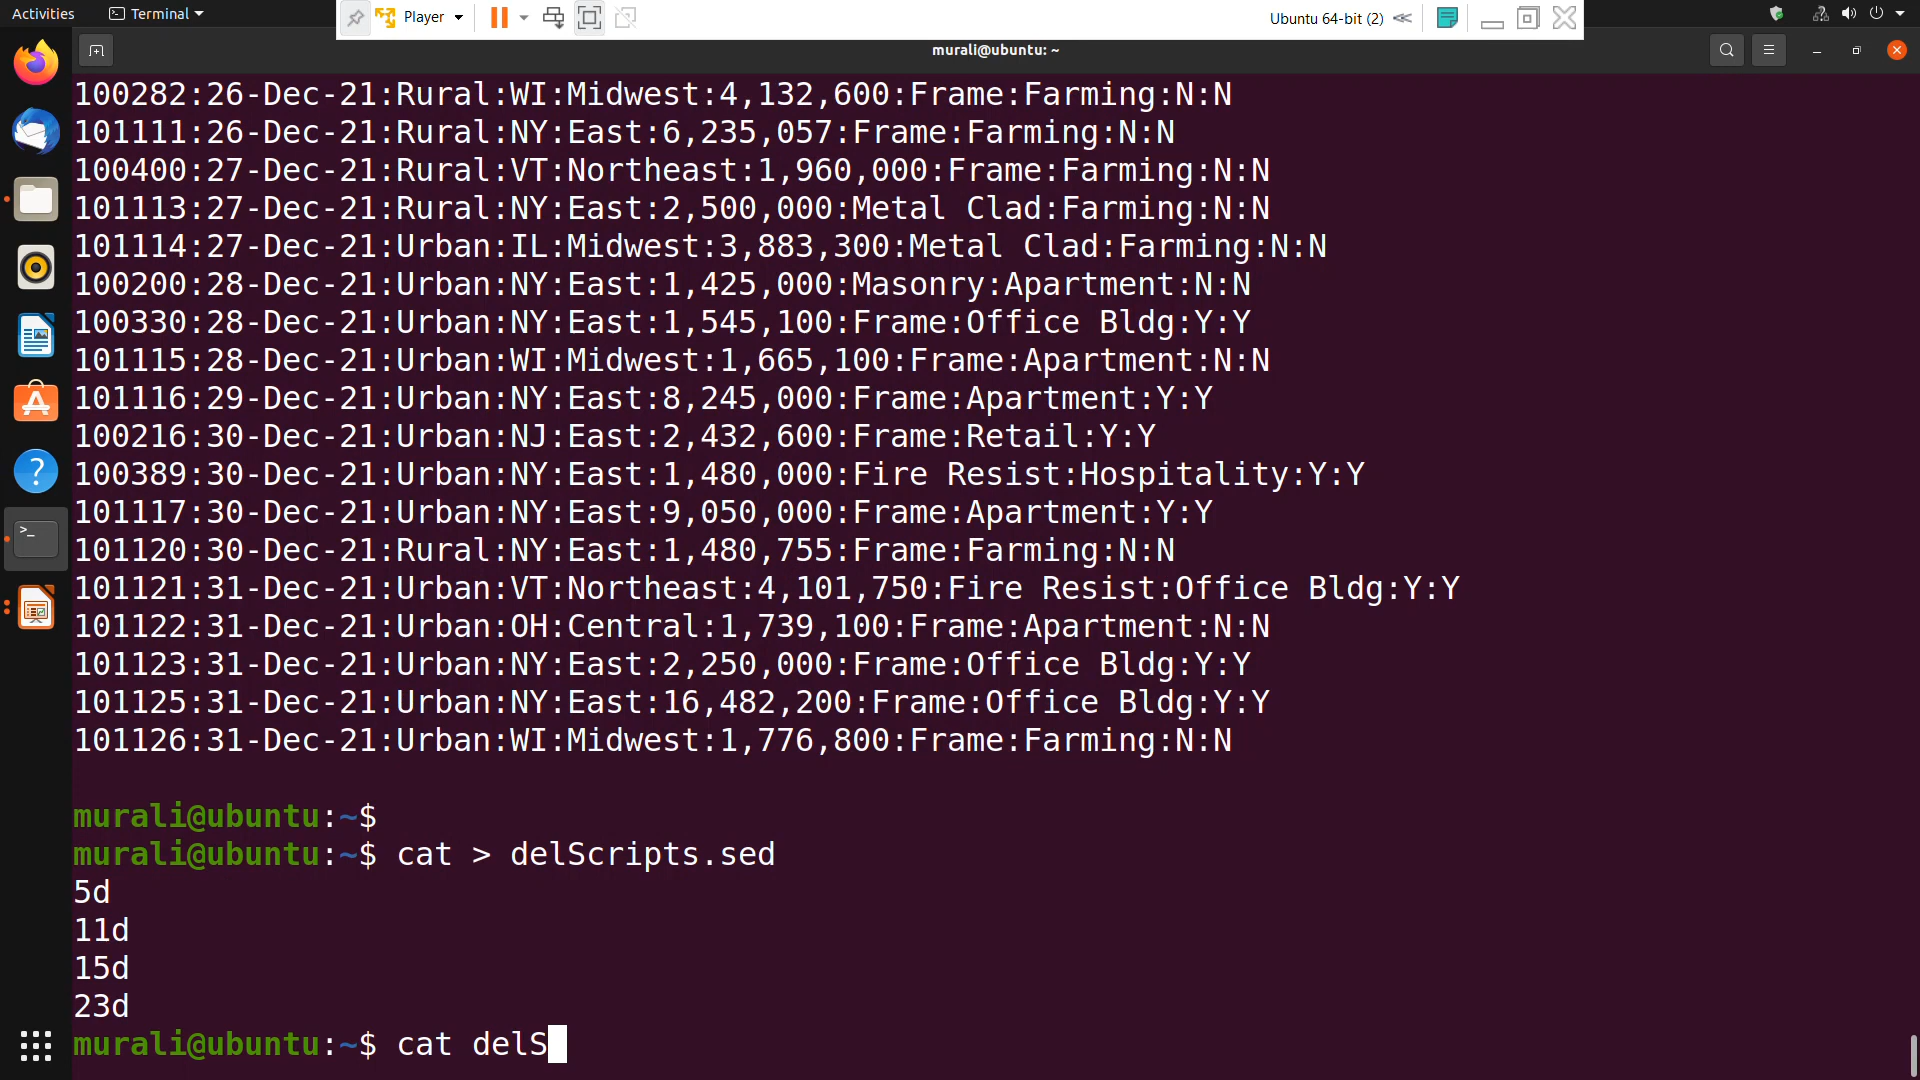 Activities
Terminal
Player
Ubuntu 64-bit (2)
murali@ubuntu: ~
100282:26-Dec-21:Rural:WI:Midwest:4,132,600:Frame:Farming:N:N
101111:26-Dec-21:Rural:NY:East:6,235,057:Frame:Farming:N:N
100400:27-Dec-21:Rural:VT:Northeast:1,960,000:Frame:Farming:N:N
101113:27-Dec-21:Rural:NY:East:2,500,000:Metal Clad:Farming:N:N
101114:27-Dec-21:Urban:IL:Midwest:3,883,300:Metal Clad:Farming:N:N
100200:28-Dec-21:Urban:NY:East:1,425,000:Masonry:Apartment:N:N
100330:28-Dec-21:Urban:NY:East:1,545,100:Frame:Office Bldg:Y:Y
101115:28-Dec-21:Urban:WI:Midwest:1,665,100:Frame:Apartment:N:N
101116:29-Dec-21:Urban:NY:East:8,245,000:Frame:Apartment:Y:Y
100216:30-Dec-21:Urban:NJ:East:2,432,600:Frame:Retail:Y:Y
100389:30-Dec-21:Urban:NY:East:1,480,000:Fire Resist:Hospitality:Y:Y
101117:30-Dec-21:Urban:NY:East:9,050,000:Frame:Apartment:Y:Y
101120:30-Dec-21:Rural:NY:East:1,480,755:Frame:Farming:N:N
101121:31-Dec-21:Urban:VT:Northeast:4,101,750:Fire Resist:Office Bldg:Y:Y
101122:31-Dec-21:Urban:OH:Central:1,739,100:Frame:Apartment:N:N
101123:31-Dec-21:Urban:NY:East:2,250,000:Frame:Office Bldg:Y:Y
101125:31-Dec-21:Urban:NY:East:16,482,200:Frame:Office Bldg:Y:Y
101126:31-Dec-21:Urban:WI:Midwest:1,776,800:Frame:Farming:N:N
murali@ubuntu:~$
murali@ubuntu:~$ cat > delScripts.sed
5d
11d
15d
23d
murali@ubuntu:~$ cat delS